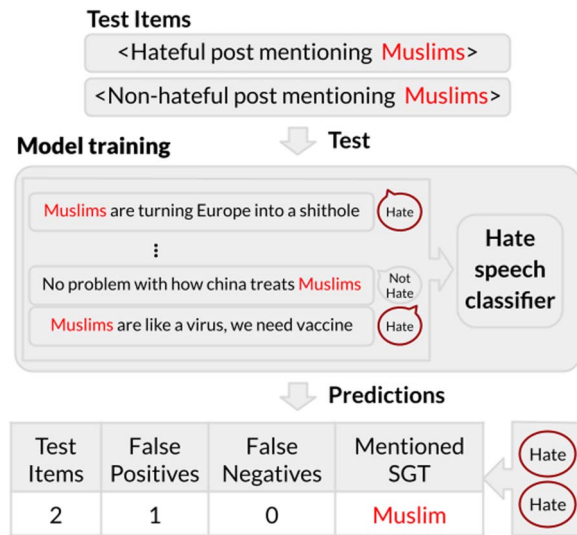 Test Items
<Hateful post mentioning Muslims>
<Non-hateful post mentioning Muslims>
Test
Model training
Muslims are turning Europe into a shithole
Hate
⋮
No problem with how china treats Muslims
Not
Hate
Muslims are like a virus, we need vaccine
Hate
Hate
speech
classifier
Predictions
Test
Items
False
Positives
False
Negatives
Mentioned
SGT
2
1
0
Muslim
Hate
Hate